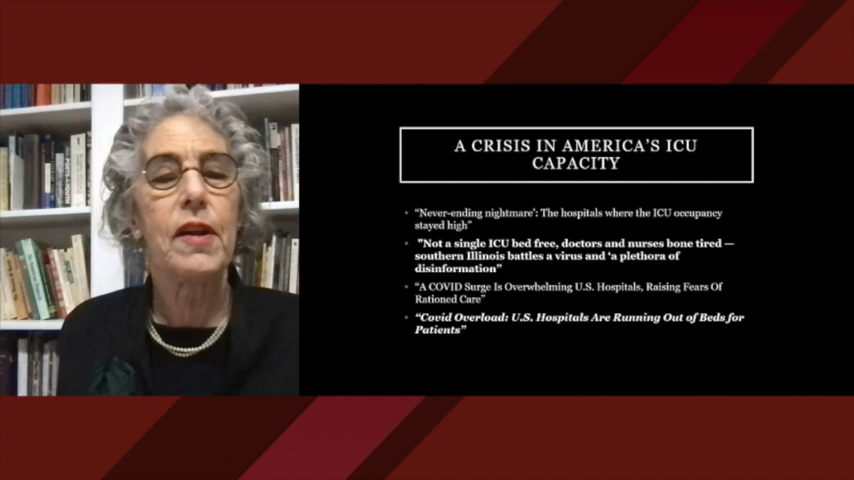 A CRISIS IN AMERICA'S ICU
CAPACITY
“Never-ending nightmare’: The hospitals where the ICU occupancy
stayed high”
"Not a single ICU bed free, doctors and nurses bone tired —
southern Illinois battles a virus and ‘a plethora of
disinformation”
“A COVID Surge Is Overwhelming U.S. Hospitals, Raising Fears Of
Rationed Care”
“Covid Overload: U.S. Hospitals Are Running Out of Beds for
Patients”